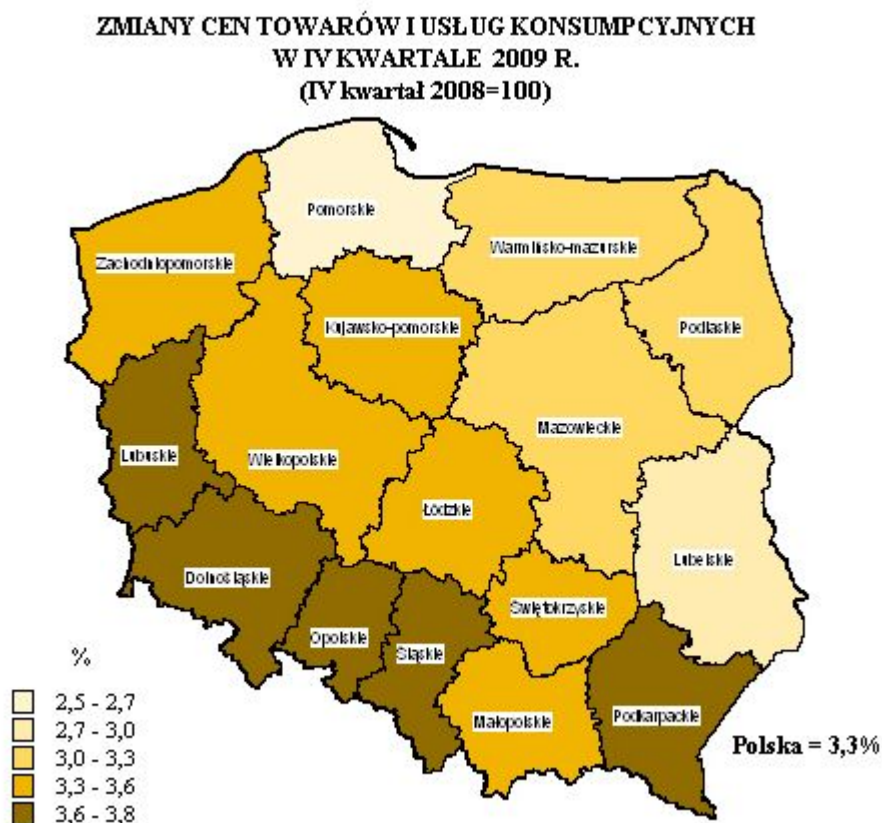 ZMIANY CEN TOWARÓW I USŁUG KONSUMPCYJNYCH
W IV KWARTALE 2009 R.
(IV kwartał 2008=100)
Pomorskie
Warmińsko-mazurskie
Zachodniopomorskie
Kujawsko-pomorskie
Podlaskie
Mazowieckie
Lubuskie
Wielkopolskie
Łódzkie
Lubelskie
Dolnośląskie
Świętokrzyskie
Opolskie
Śląskie
Małopolskie
Podkarpackie
%
2,5 - 2,7
2,7 - 3,0
3,0 - 3,3
3,3 - 3,6
3,6 - 3,8
Polska = 3,3%